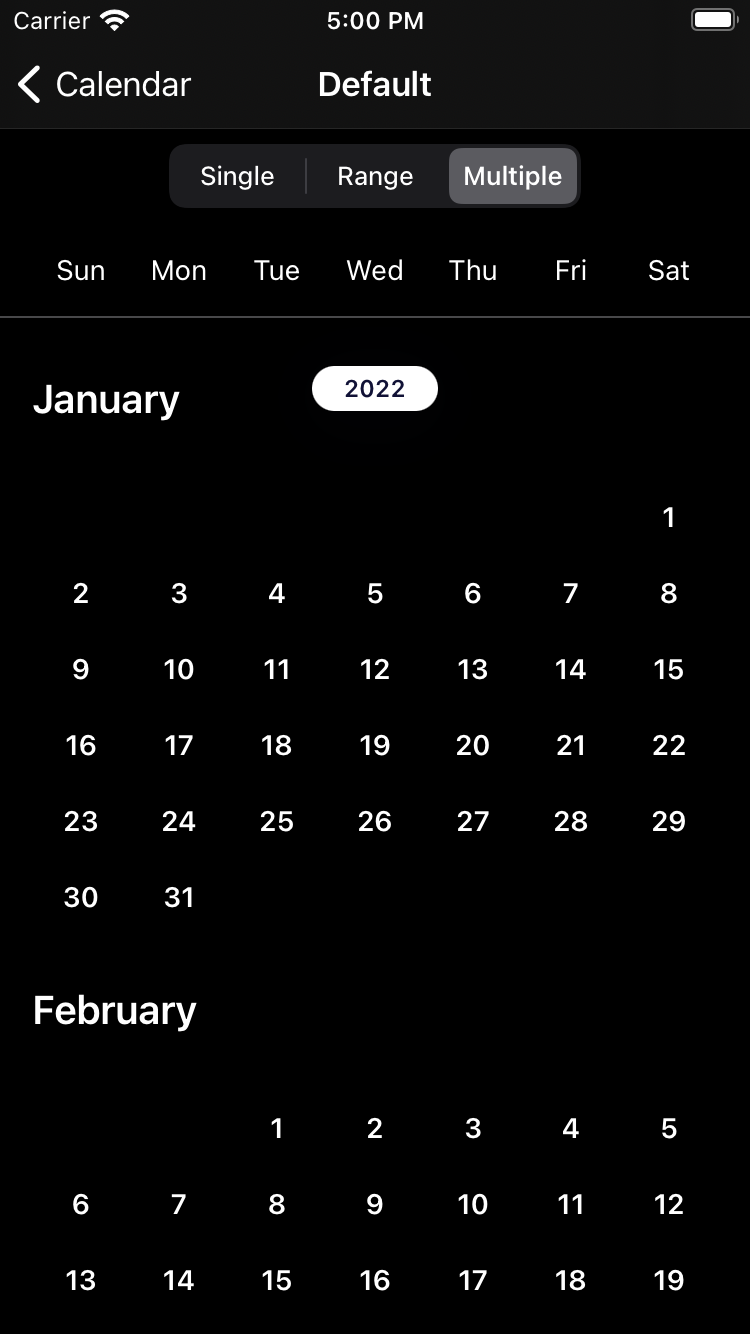 Carrier 5:00 PM
Calendar Default
Single Range Multiple
Sun Mon Tue Wed Thu Fri Sat
January 2022
1
2 3 4 5 6 7 8
9 10 11 12 13 14 15
16 17 18 19 20 21 22
23 24 25 26 27 28 29
30 31
February
1 2 3 4 5
6 7 8 9 10 11 12
13 14 15 16 17 18 19